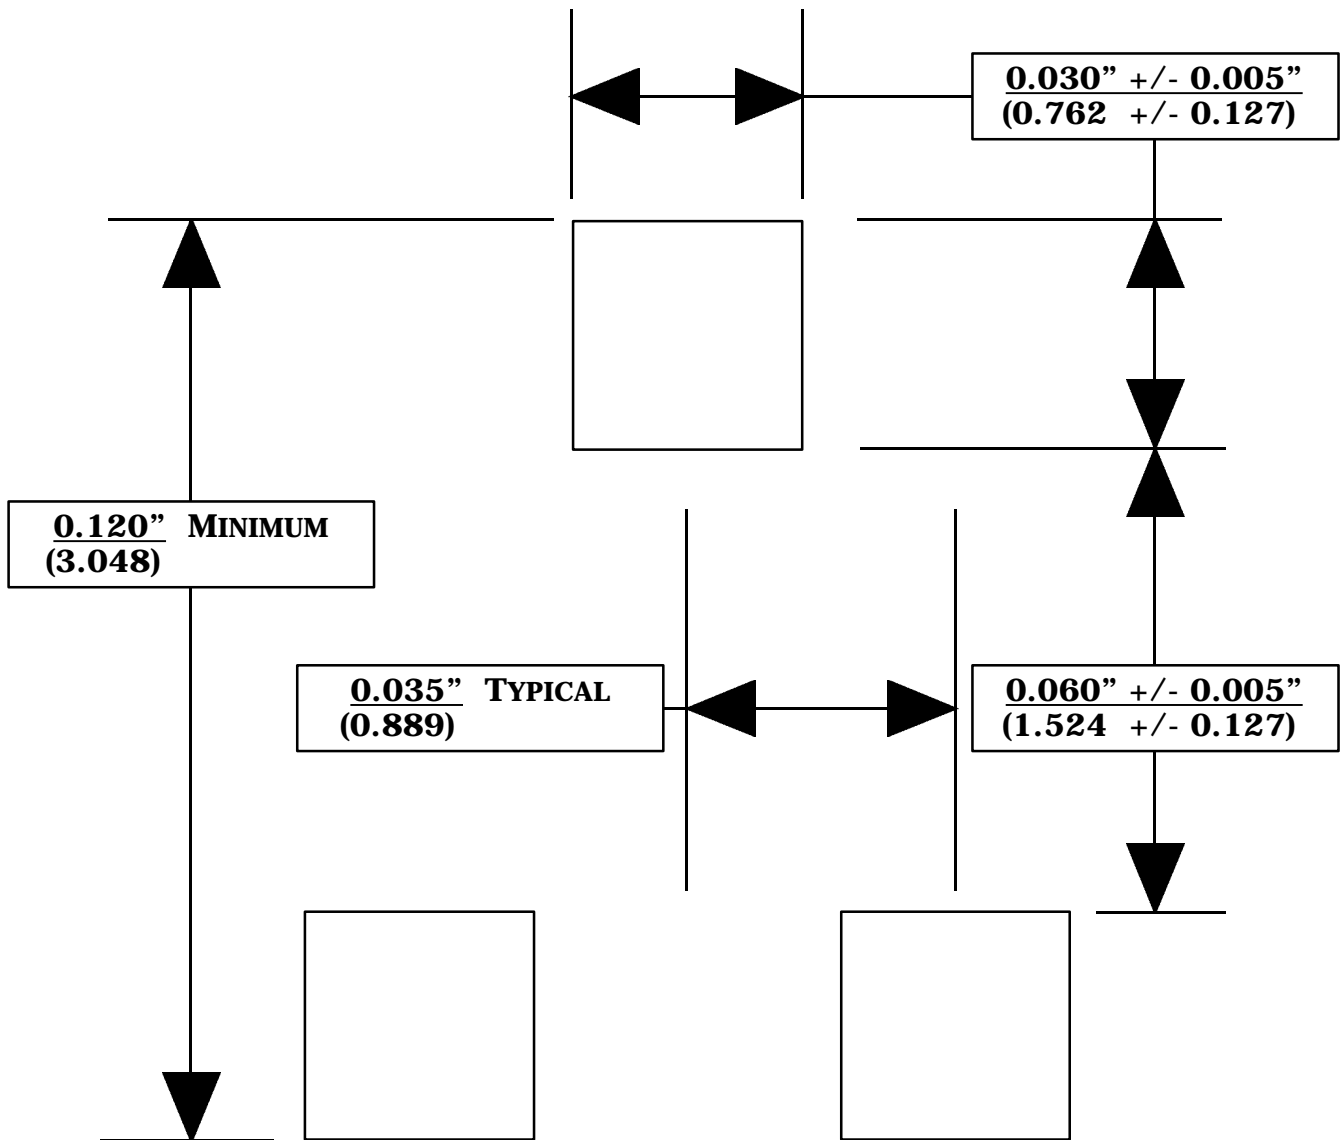 0.030” +/- 0.005”
(0.762 +/- 0.127)
0.120” MINIMUM
(3.048)
0.035” TYPICAL
(0.889)
0.060” +/- 0.005”
(1.524 +/- 0.127)